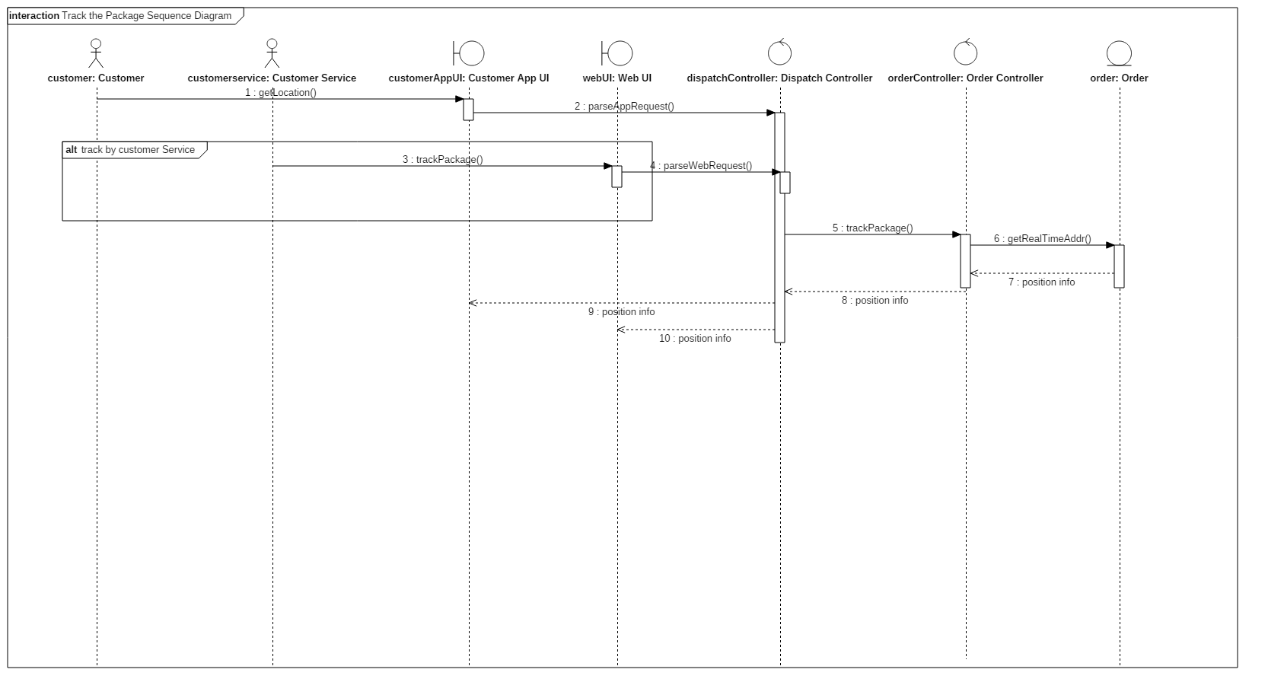 interaction Track the Package Sequence Diagram
customer: Customer
customerservice: Customer Service
customerAppUI: Customer App UI
webUI: Web UI
dispatchController: Dispatch Controller
orderController: Order Controller
order: Order
1 : getLocation()
2 : parseAppRequest()
alt track by customer Service
3 : trackPackage()
4 : parseWebRequest()
5 : trackPackage()
6 : getRealTimeAddr()
7 : position info
8 : position info
9 : position info
10 : position info